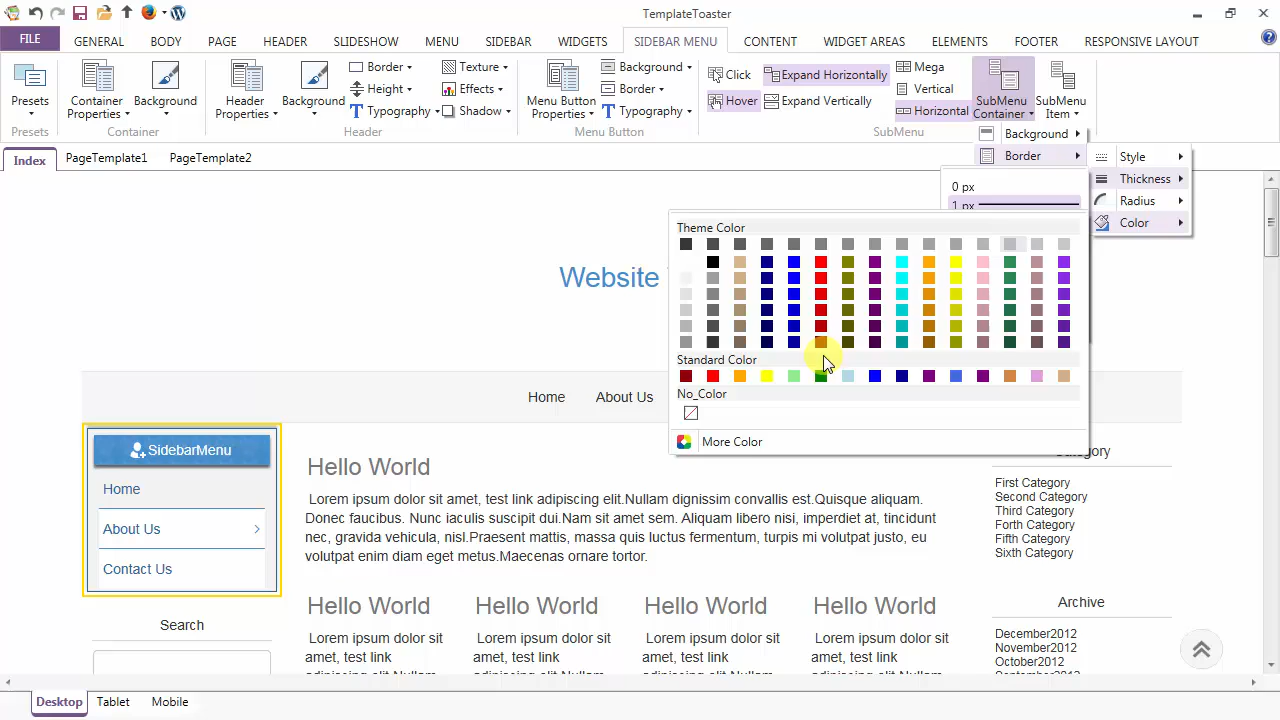 TemplateToaster
FILE GENERAL BODY PAGE HEADER SLIDESHOW MENU SIDEBAR WIDGETS SIDEBAR MENU CONTENT WIDGET AREAS ELEMENTS FOOTER RESPONSIVE LAYOUT
Presets
Container Properties
Background
Header Properties
Background
Border
Height
Typography
Texture
Effects
Shadow
Menu Button Properties
Background
Border
Typography
Click
Hover
Expand Horizontally
Expand Vertically
Mega
Vertical
Horizontal
SubMenu Container
SubMenu Item
Presets Container Header Menu Button SubMenu
Background
Border
Style
Thickness
Radius
Color
0 px
1 px
Index PageTemplate1 PageTemplate2
Theme Color
Standard Color
No_Color
More Color
Website
Home About Us
SidebarMenu
Home
About Us
Contact Us
Search
Hello World
Lorem ipsum dolor sit amet, test link adipiscing elit.Nullam dignissim convallis est.Quisque aliquam.
Donec faucibus. Nunc iaculis suscipit dui.Nam sit amet sem. Aliquam libero nisi, imperdiet at, tincidunt
nec, gravida vehicula, nisl.Praesent mattis, massa quis luctus fermentum, turpis mi volutpat justo, eu
volutpat enim diam eget metus.Maecenas ornare tortor.
Hello World Hello World Hello World Hello World
Lorem ipsum dolor sit Lorem ipsum dolor sit Lorem ipsum dolor sit Lorem ipsum dolor sit
amet, test link amet, test link amet, test link amet, test link
First Category
Second Category
Third Category
Forth Category
Fifth Category
Sixth Category
Archive
December2012
November2012
October2012
Desktop Tablet Mobile